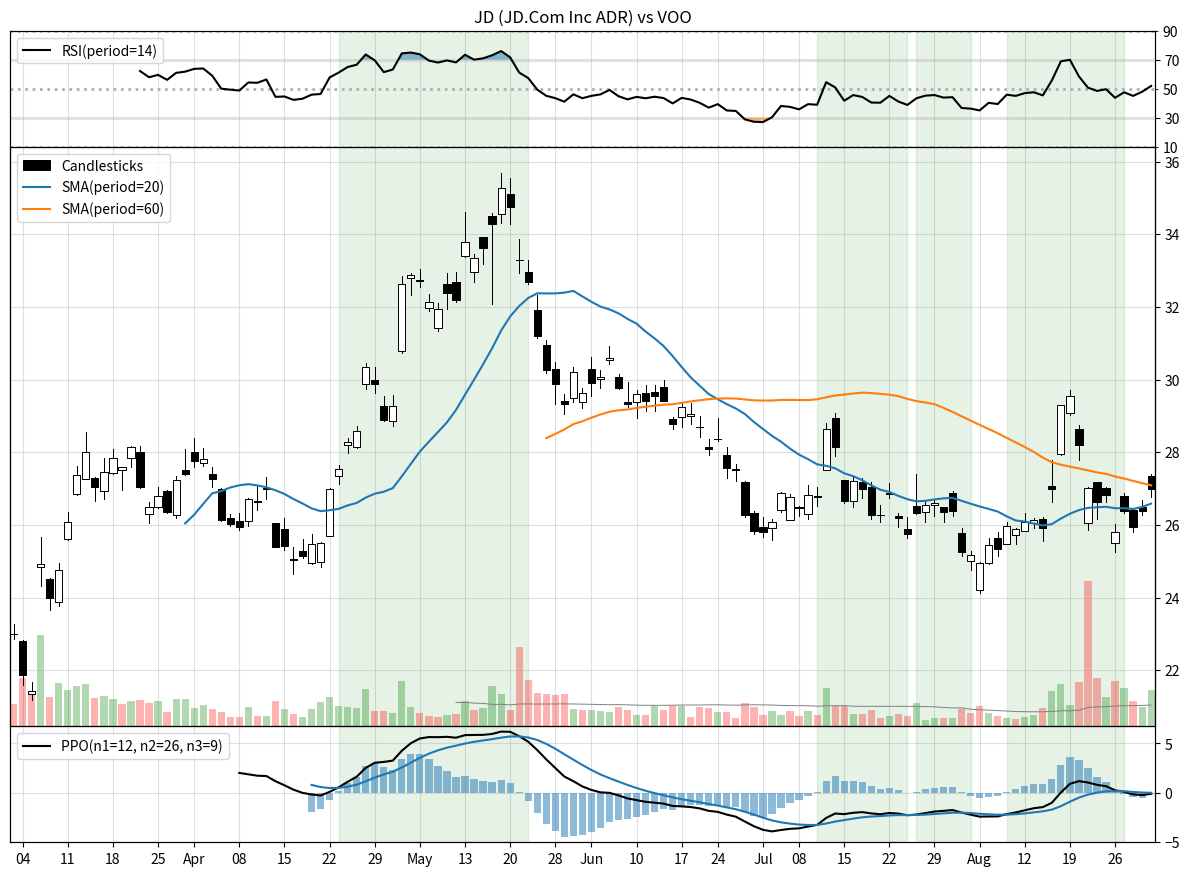 JD (JD.Com Inc ADR) vs VOO
RSI(period=14)
90
70
50
30
10
Candlesticks
SMA(period=20)
SMA(period=60)
36
34
32
30
28
26
24
22
PPO(n1=12, n2=26, n3=9)
5
0
−5
04 11 18 25 Apr 08 15 22 29 May 13 20 28 Jun 10 17 24 Jul 08 15 22 29 Aug 12 19 26